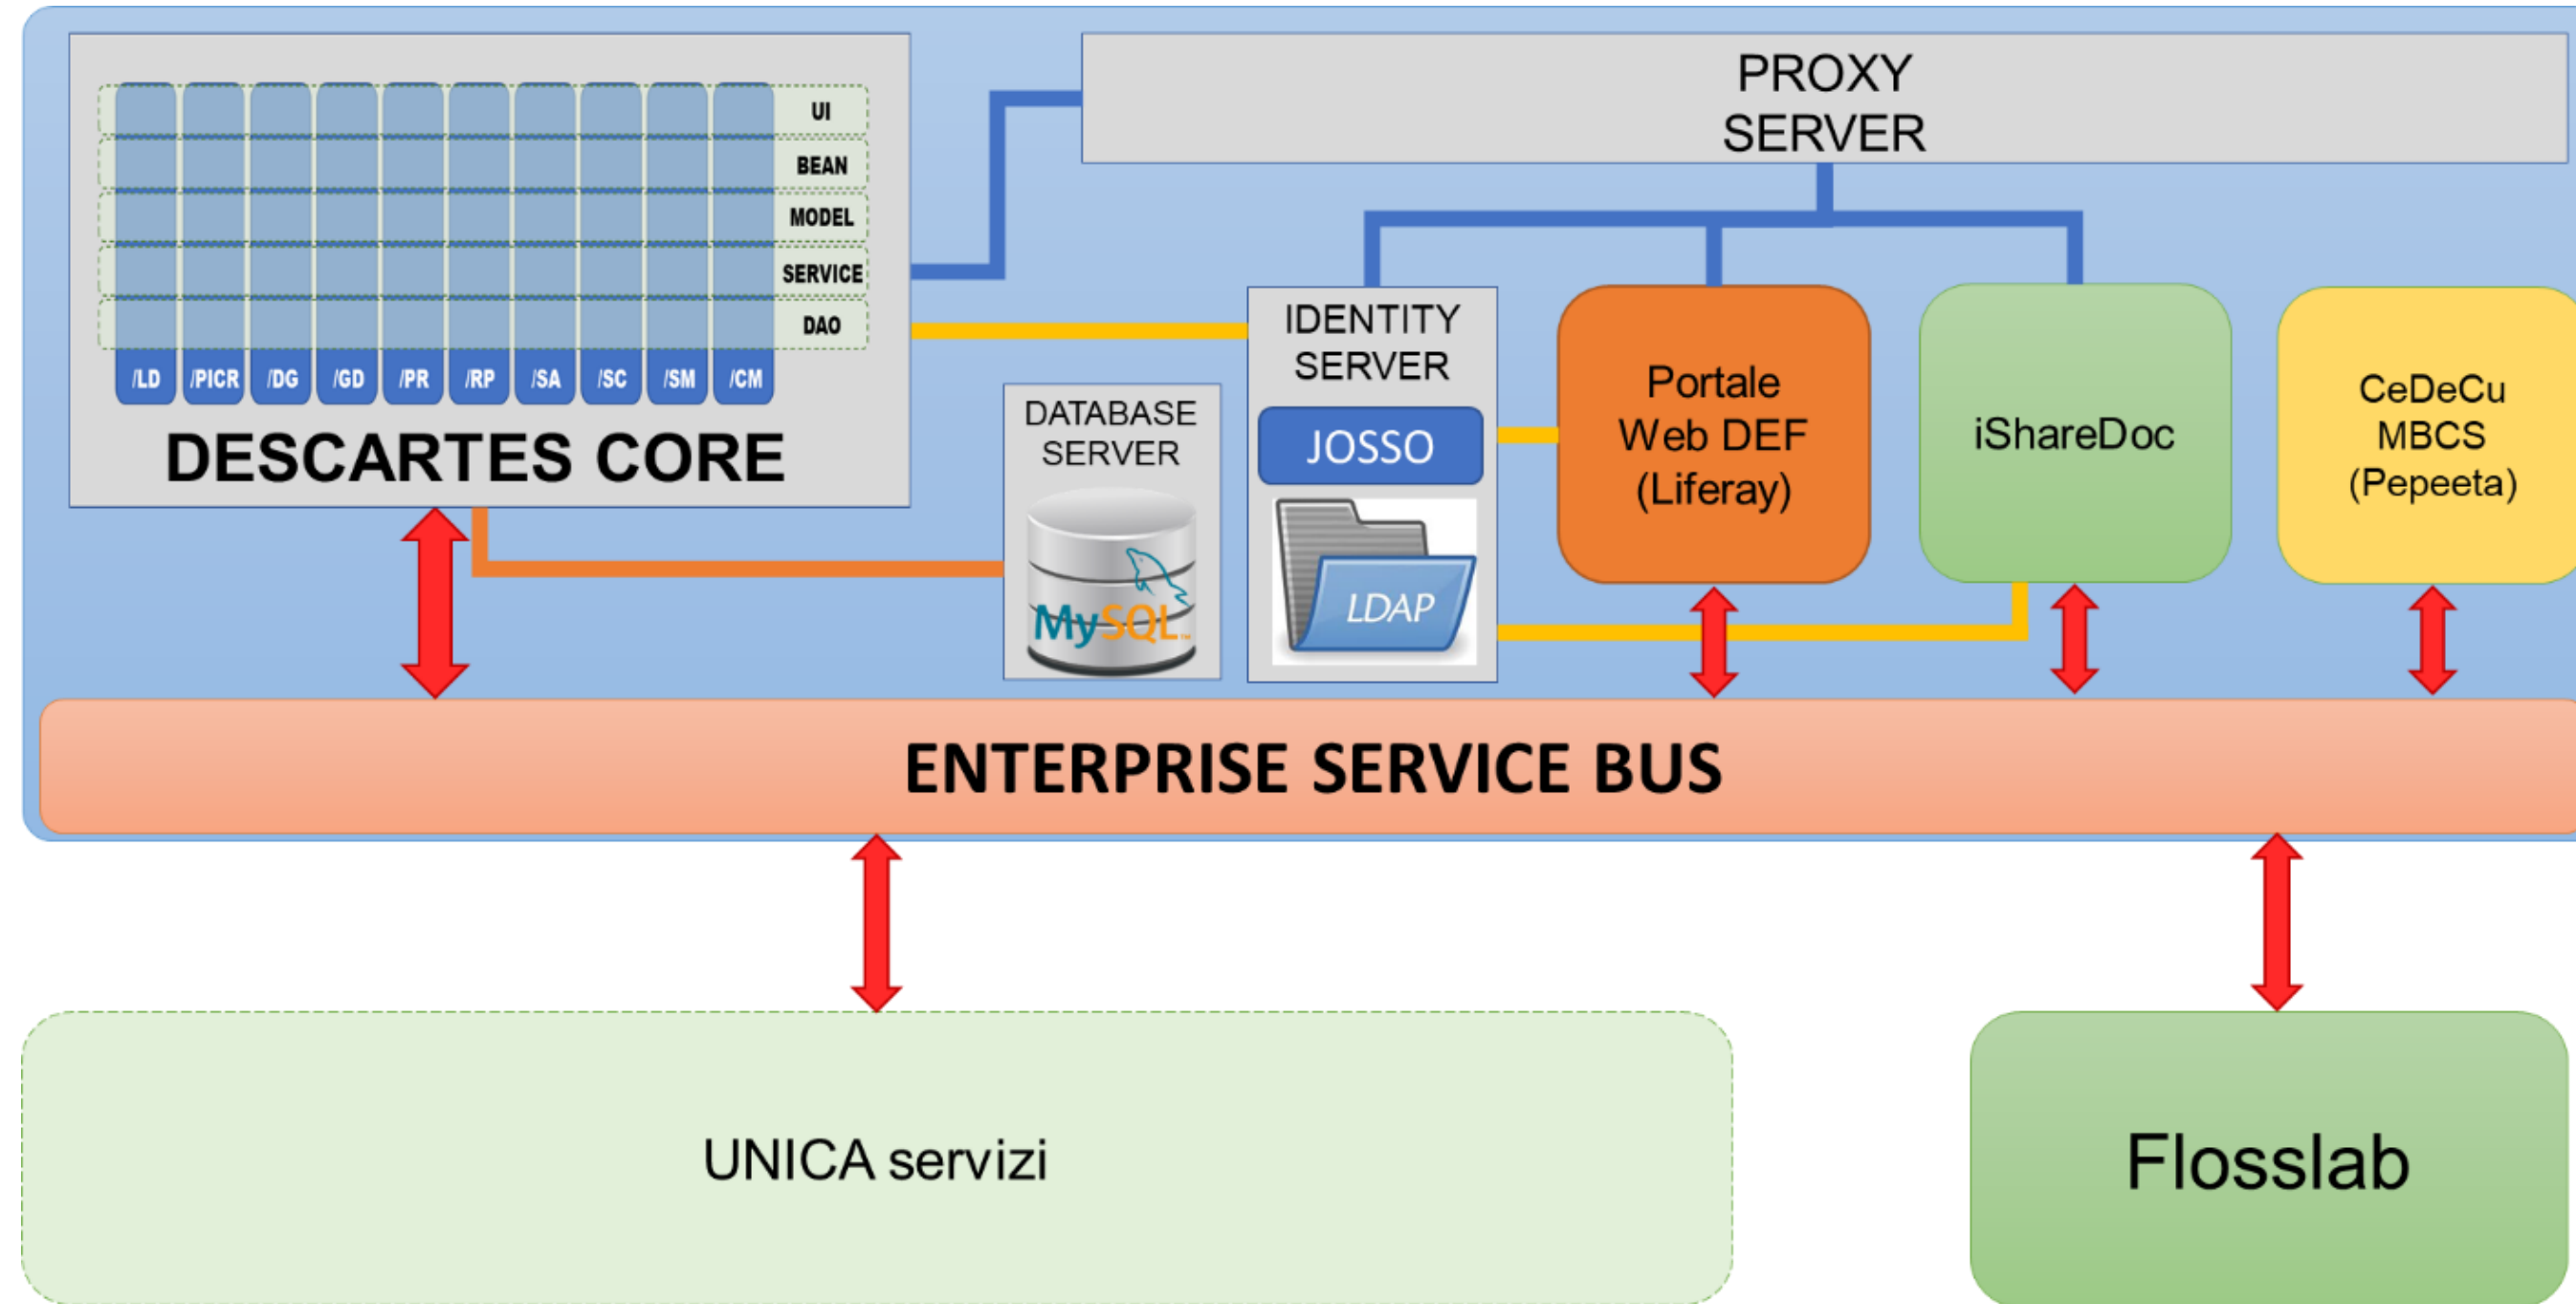 UI
BEAN
MODEL
SERVICE
DAO
/LD /PICR /DG /GD /PR /RP /SA /SC /SM /CM
DESCARTES CORE
PROXY
SERVER
DATABASE
SERVER
MySQL™
IDENTITY
SERVER
JOSSO
LDAP
Portale
Web DEF
(Liferay)
iShareDoc
CeDeCu
MBCS
(Pepeeta)
ENTERPRISE SERVICE BUS
UNICA servizi
Flosslab